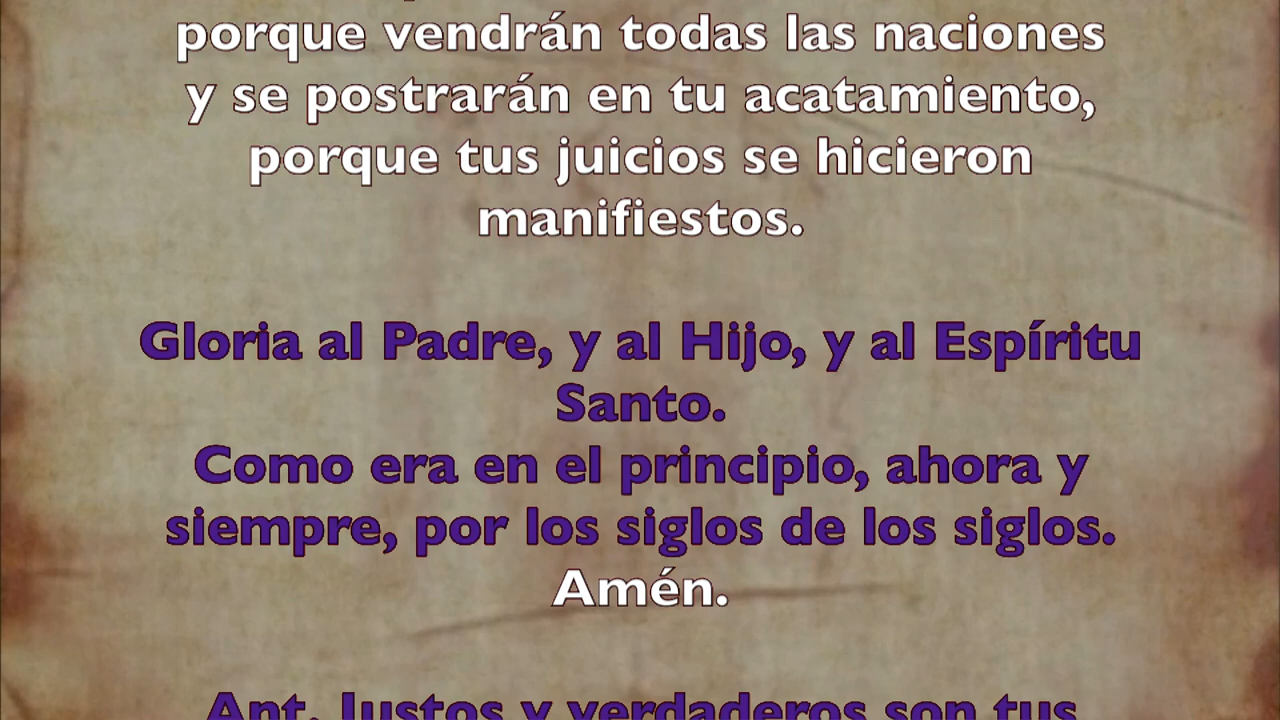 porque vendrán todas las naciones
y se postrarán en tu acatamiento,
porque tus juicios se hicieron
manifiestos.
Gloria al Padre, y al Hijo, y al Espíritu
Santo.
Como era en el principio, ahora y
siempre, por los siglos de los siglos.
Amén.
Ant. Justos y verdaderos son tus